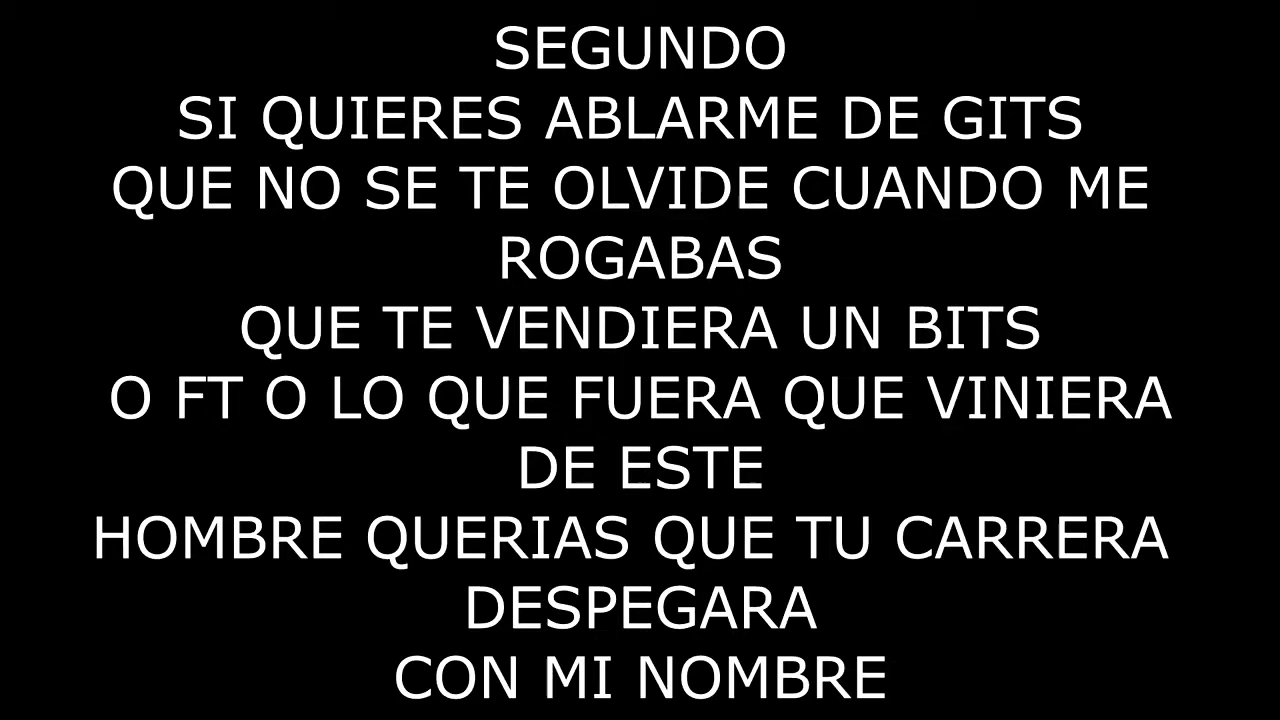 SEGUNDO
SI QUIERES ABLARME DE GITS
QUE NO SE TE OLVIDE CUANDO ME
ROGABAS
QUE TE VENDIERA UN BITS
O FT O LO QUE FUERA QUE VINIERA
DE ESTE
HOMBRE QUERIAS QUE TU CARRERA
DESPEGARA
CON MI NOMBRE